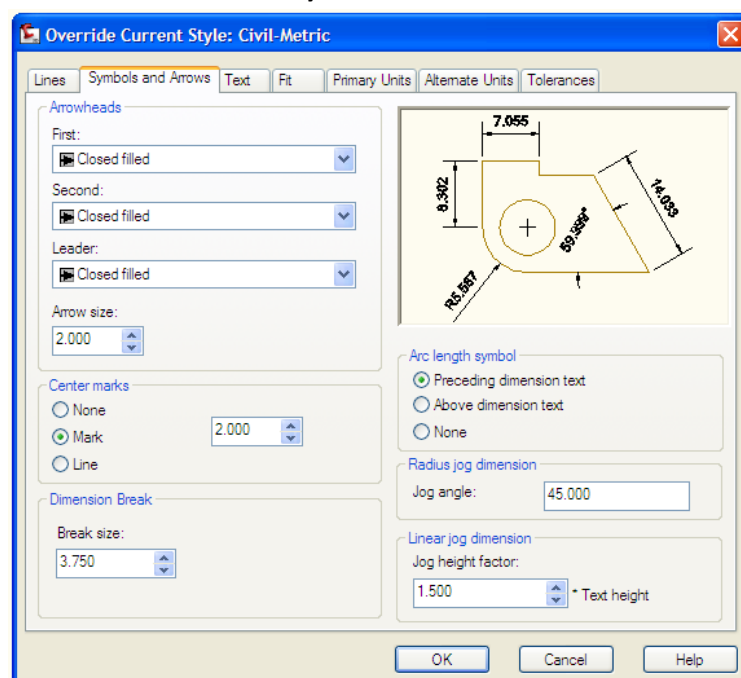 Override Current Style: Civil-Metric
Lines Symbols and Arrows Text Fit Primary Units Alternate Units Tolerances
Arrowheads
First:
Closed filled
Second:
Closed filled
Leader:
Closed filled
Arrow size:
2.000
Center marks
None
Mark
Line
2.000
Dimension Break
Break size:
3.750
7.055
8.302
14.033
59.999°
R5.587
Arc length symbol
Preceding dimension text
Above dimension text
None
Radius jog dimension
Jog angle: 45.000
Linear jog dimension
Jog height factor:
1.500 * Text height
OK Cancel Help